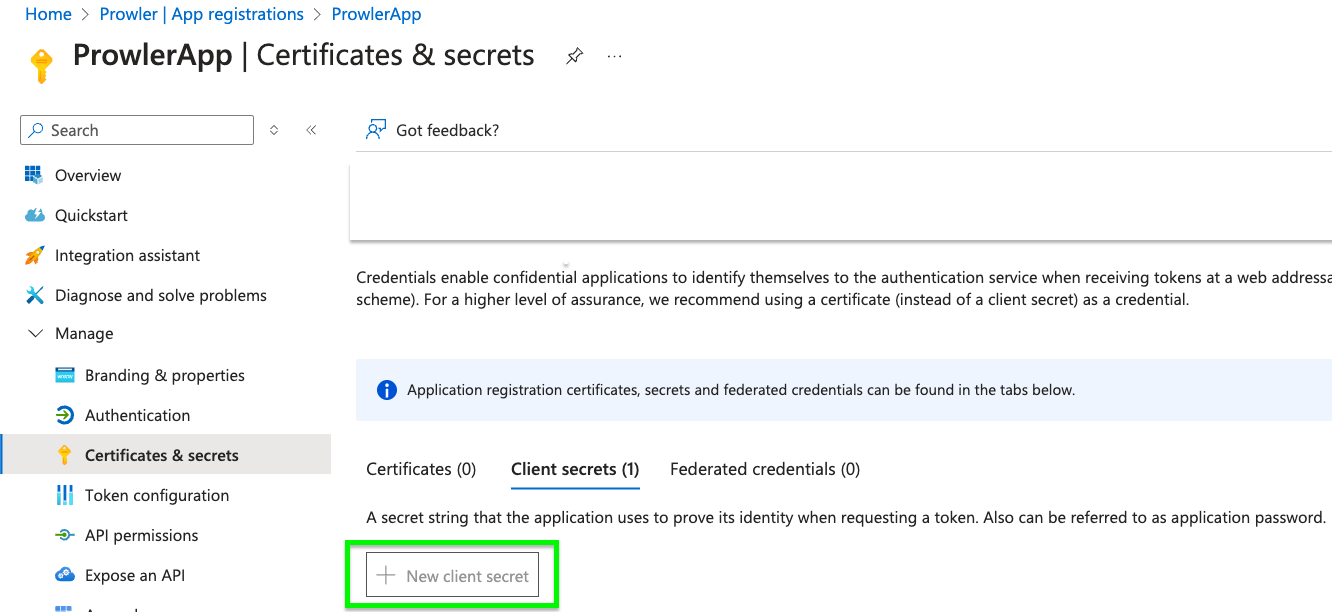 Home > Prowler | App registrations > ProwlerApp
ProwlerApp | Certificates & secrets
Search
Got feedback?
Overview
Quickstart
Integration assistant
Diagnose and solve problems
Manage
Branding & properties
Authentication
Certificates & secrets
Token configuration
API permissions
Expose an API
Credentials enable confidential applications to identify themselves to the authentication service when receiving tokens at a web
scheme). For a higher level of assurance, we recommend using a certificate (instead of a client secret) as a credential.
Application registration certificates, secrets and federated credentials can be found in the tabs below.
Certificates (0) Client secrets (1) Federated credentials (0)
A secret string that the application uses to prove its identity when requesting a token. Also can be referred to as application password.
New client secret